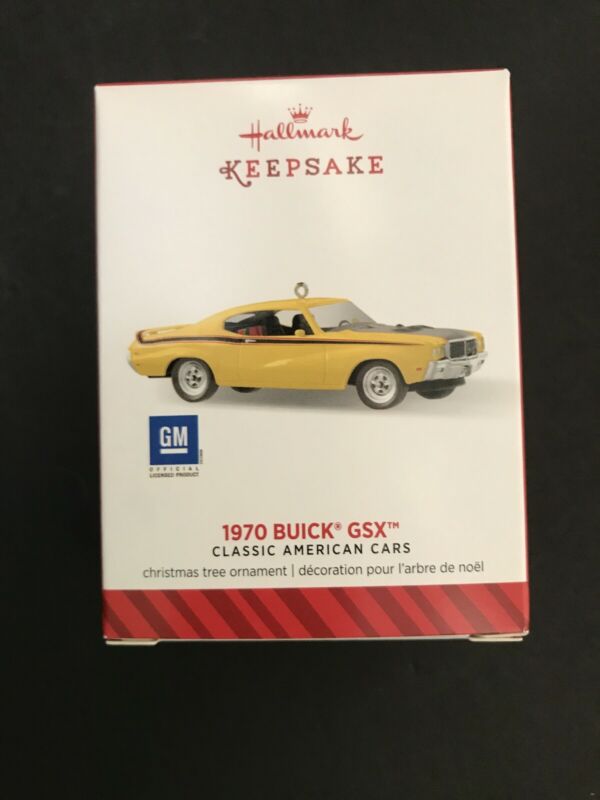 Hallmark
KEEPSAKE
GM
OFFICIAL
LICENSED PRODUCT
1970 BUICK® GSX™
CLASSIC AMERICAN CARS
christmas tree ornament | décoration pour l'arbre de noël